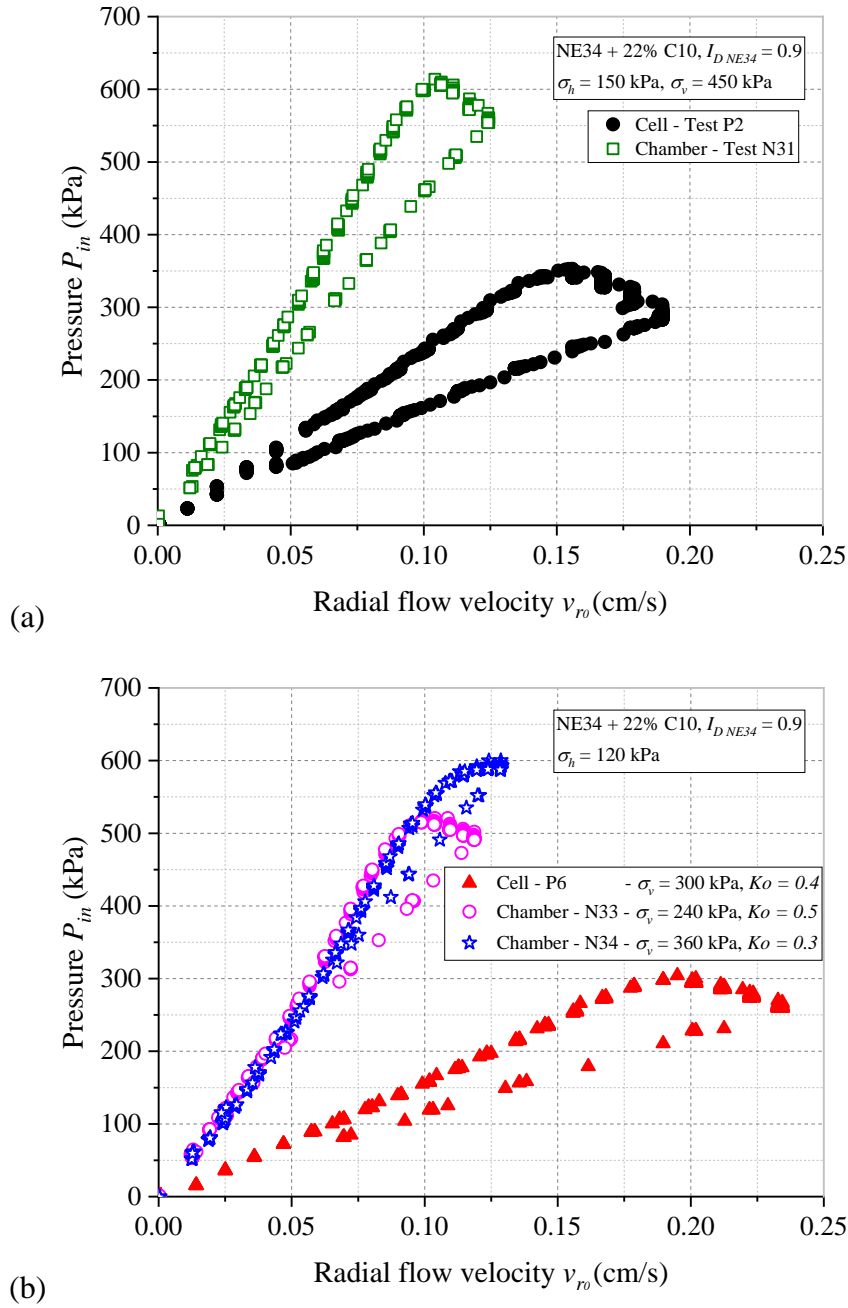 700
600
500
400
300
200
100
0
Pressure P_in (kPa)
NE34 + 22% C10, I_D NE34 = 0.9
σ_h = 150 kPa, σ_v = 450 kPa
Cell - Test P2
Chamber - Test N31
0.00 0.05 0.10 0.15 0.20 0.25
Radial flow velocity v_r0 (cm/s)
(a)
700
600
500
400
300
200
100
0
Pressure P_in (kPa)
NE34 + 22% C10, I_D NE34 = 0.9
σ_h = 120 kPa
Cell - P6 - σ_v = 300 kPa, Ko = 0.4
Chamber - N33 - σ_v = 240 kPa, Ko = 0.5
Chamber - N34 - σ_v = 360 kPa, Ko = 0.3
0.00 0.05 0.10 0.15 0.20 0.25
Radial flow velocity v_r0 (cm/s)
(b)